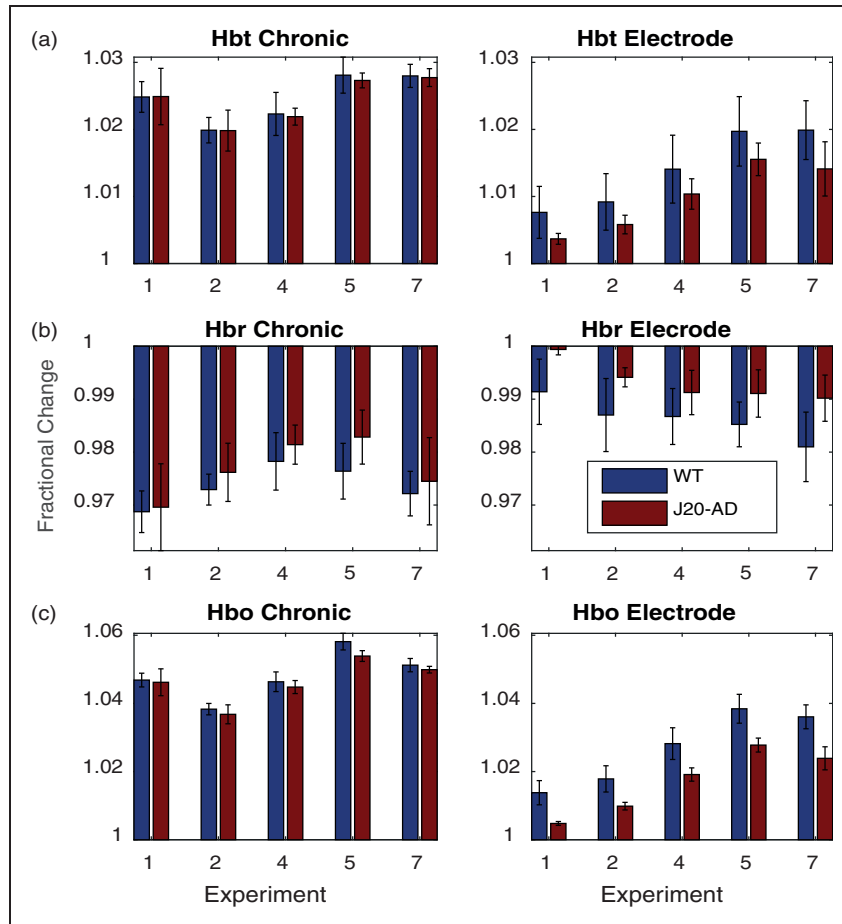 (a)
Hbt Chronic
Hbt Electrode
1.03
1.02
1.01
1
1 2 4 5 7
1.03
1.02
1.01
1
1 2 4 5 7
(b)
Hbr Chronic
Hbr Elecrode
Fractional Change
1
0.99
0.98
0.97
1 2 4 5 7
1
0.99
0.98
0.97
WT
J20-AD
1 2 4 5 7
(c)
Hbo Chronic
Hbo Electrode
1.06
1.04
1.02
1
1 2 4 5 7
Experiment
1.06
1.04
1.02
1
1 2 4 5 7
Experiment